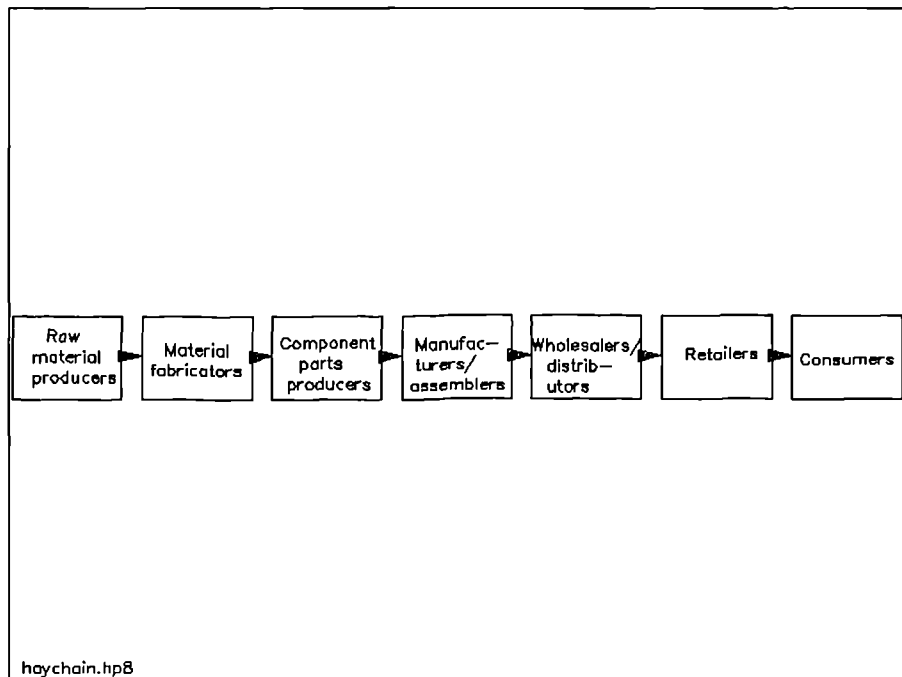 Raw
material
producers
Material
fabricators
Component
parts
producers
Manufac-
turers/
assemblers
Wholesalers/
distrib-
utors
Retailers
Consumers
haychain.hp8